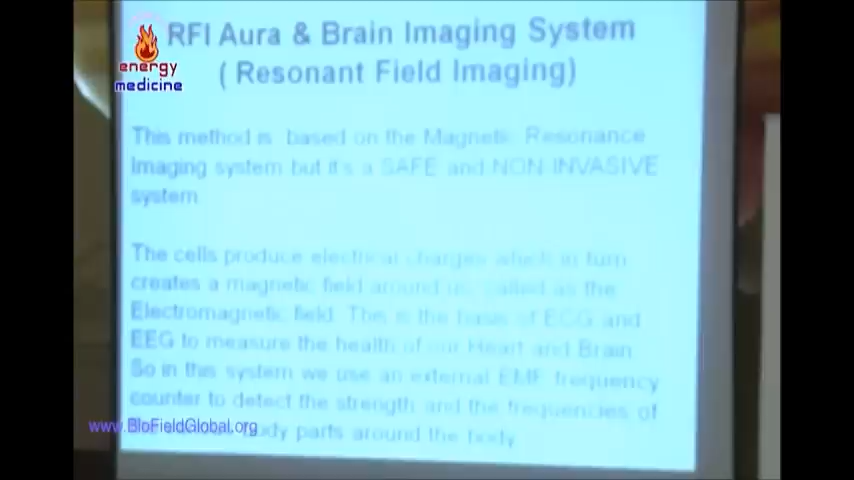 RFI Aura & Brain Imaging System
( Resonant Field Imaging)
energy
medicine
This method is based on the Magnetic Resonance
Imaging system but it's a SAFE and NON INVASIVE
system
The cells produce electrical charges which in turn
creates a magnetic field around us, called as the
Electromagnetic field. This is the basis of ECG and
EEG to measure the health of our Heart and Brain
So in this system we use an external EMF frequency
counter to detect the strength and the frequencies of
body parts around the body
www.BioFieldGlobal.org